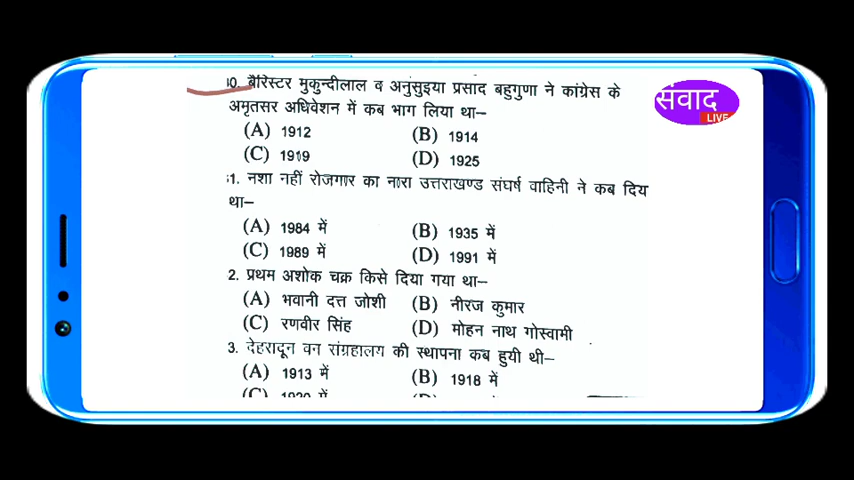 10. बैरिस्टर मुकुन्दीलाल व अनुसुइया प्रसाद बहुगुणा ने कांग्रेस के
अमृतसर अधिवेशन में कब भाग लिया था–
(A) 1912 (B) 1914
(C) 1919 (D) 1925
1. नशा नहीं रोजगार का नारा उत्तराखण्ड संघर्ष वाहिनी ने कब दिय
था–
(A) 1984 में (B) 1935 में
(C) 1989 में (D) 1991 में
2. प्रथम अशोक चक्र किसे दिया गया था–
(A) भवानी दत्त जोशी (B) नीरज कुमार
(C) रणवीर सिंह (D) मोहन नाथ गोस्वामी
3. देहरादून वन संग्रहालय की स्थापना कब हुयी थी–
(A) 1913 में (B) 1918 में
संवाद
LIVE